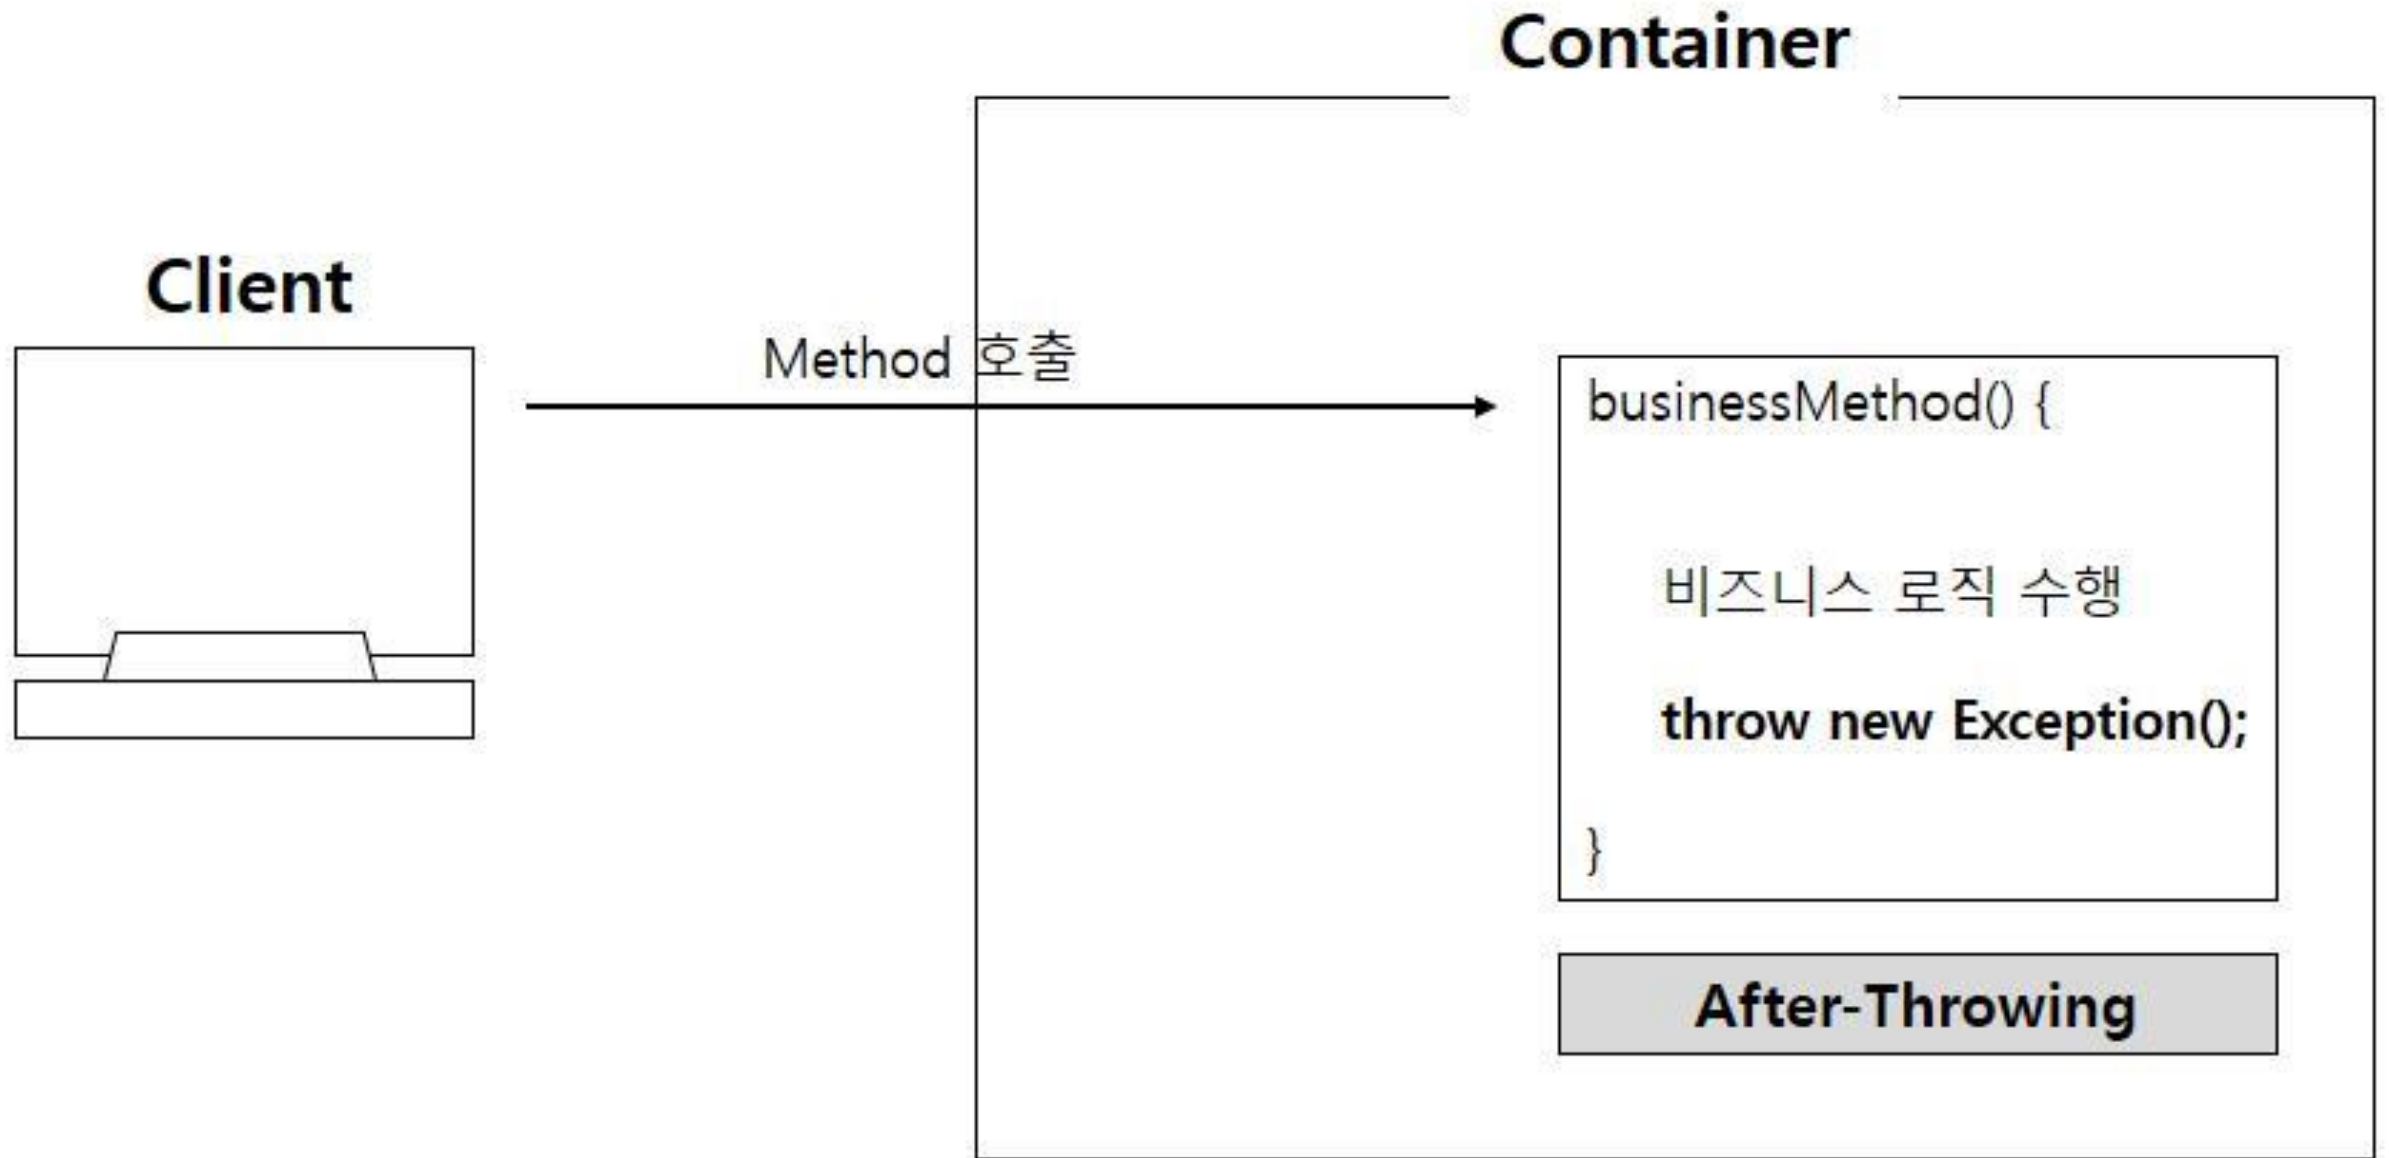 Container
Client
Method 호출
businessMethod() {
비즈니스 로직 수행
throw new Exception();
}
After-Throwing